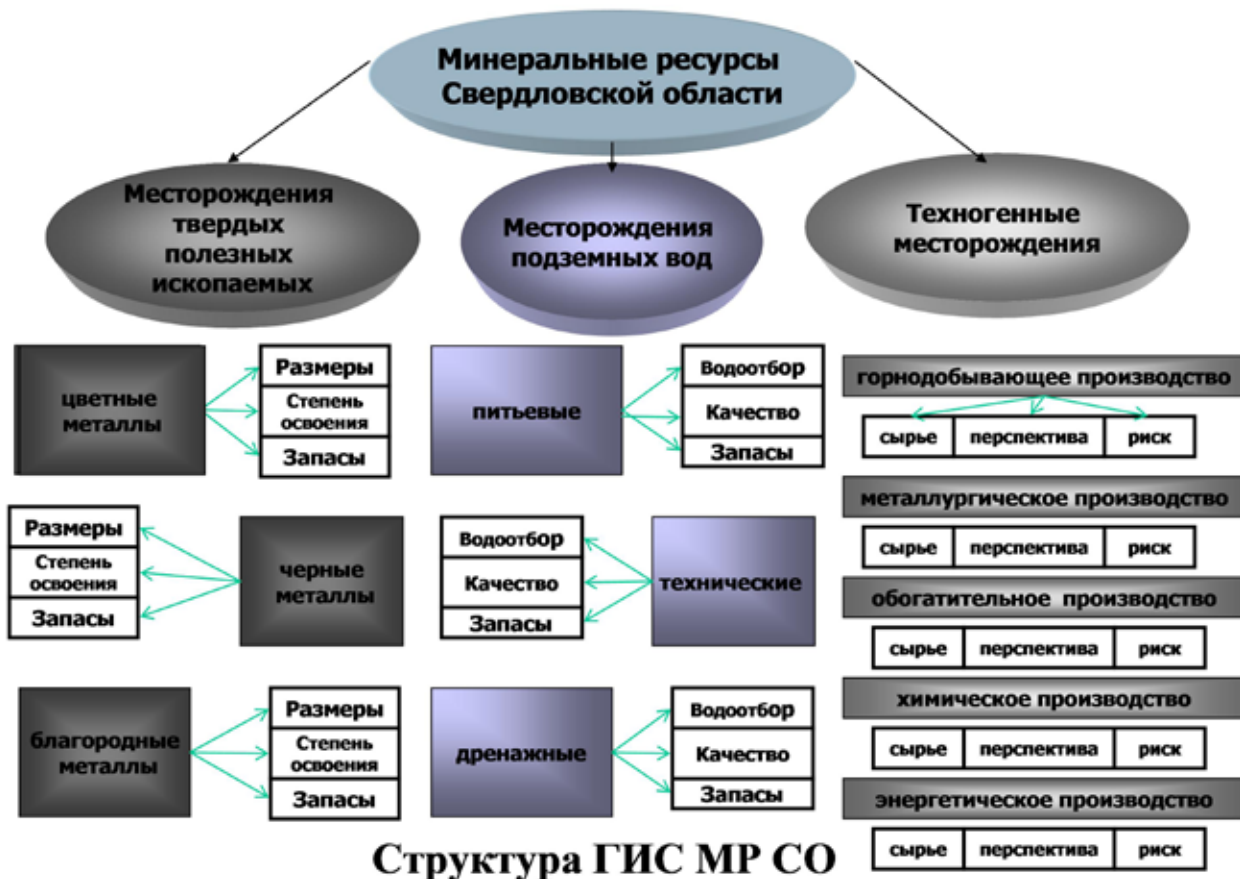 Минеральные ресурсы
Свердловской области
Месторождения
твердых
полезных
ископаемых
Месторождения
подземных вод
Техногенные
месторождения
цветные
металлы
Размеры
Степень
освоения
Запасы
черные
металлы
Размеры
Степень
освоения
Запасы
благородные
металлы
Размеры
Степень
освоения
Запасы
питьевые
Водоотбор
Качество
Запасы
технические
Водоотбор
Качество
Запасы
дренажные
Водоотбор
Качество
Запасы
горнодобывающее производство
сырье перспектива риск
металлургическое производство
сырье перспектива риск
обогатительное производство
сырье перспектива риск
химическое производство
сырье перспектива риск
энергетическое производство
сырье перспектива риск
Структура ГИС МР СО